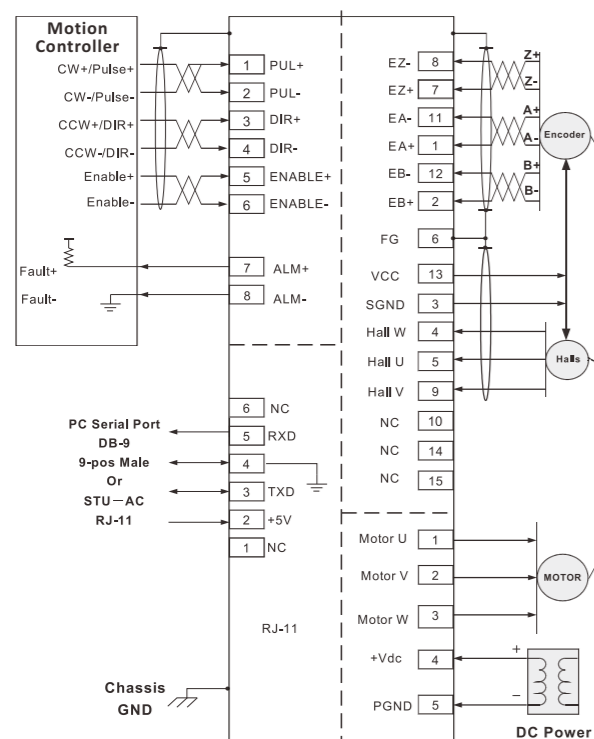 Motion
Controller
CW+/Pulse+
CW-/Pulse-
CCW+/DIR+
CCW-/DIR-
Enable+
Enable-
Fault+
Fault-
1 PUL+
2 PUL-
3 DIR+
4 DIR-
5 ENABLE+
6 ENABLE-
7 ALM+
8 ALM-
6 NC
5 RXD
4
3 TXD
2 +5V
1 NC
PC Serial Port
DB-9
9-pos Male
Or
STU－AC
RJ-11
RJ-11
Chassis
GND
EZ- 8 Z+
EZ+ 7 Z-
EA- 11 A+
EA+ 1 A-
EB- 12 B+
EB+ 2 B-
Encoder
FG 6
VCC 13
SGND 3
Hall W 4
Hall U 5
Hall V 9
Halls
NC 10
NC 14
NC 15
Motor U 1
Motor V 2
Motor W 3
MOTOR
+Vdc 4 +
PGND 5 −
DC Power